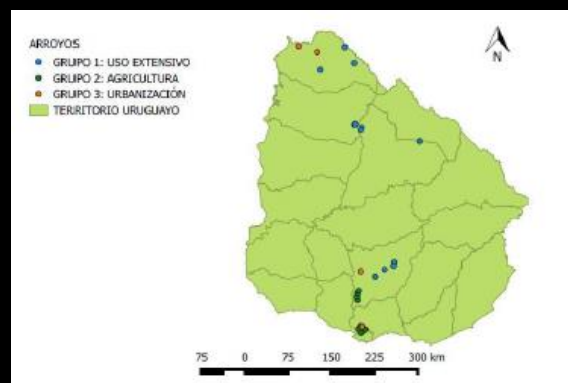 ARROYOS
GRUPO 1: USO EXTENSIVO
GRUPO 2: AGRICULTURA
GRUPO 3: URBANIZACIÓN
TERRITORIO URUGUAYO
N
75 0 75 150 225 300 km